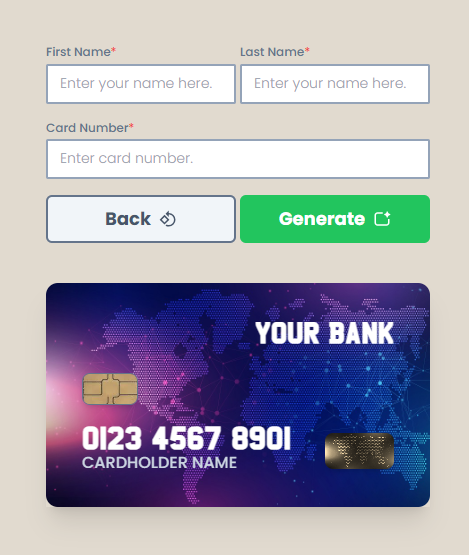 First Name*
Last Name*
Enter your name here.
Enter your name here.
Card Number*
Enter card number.
Back
Generate
YOUR BANK
0123 4567 8901
CARDHOLDER NAME